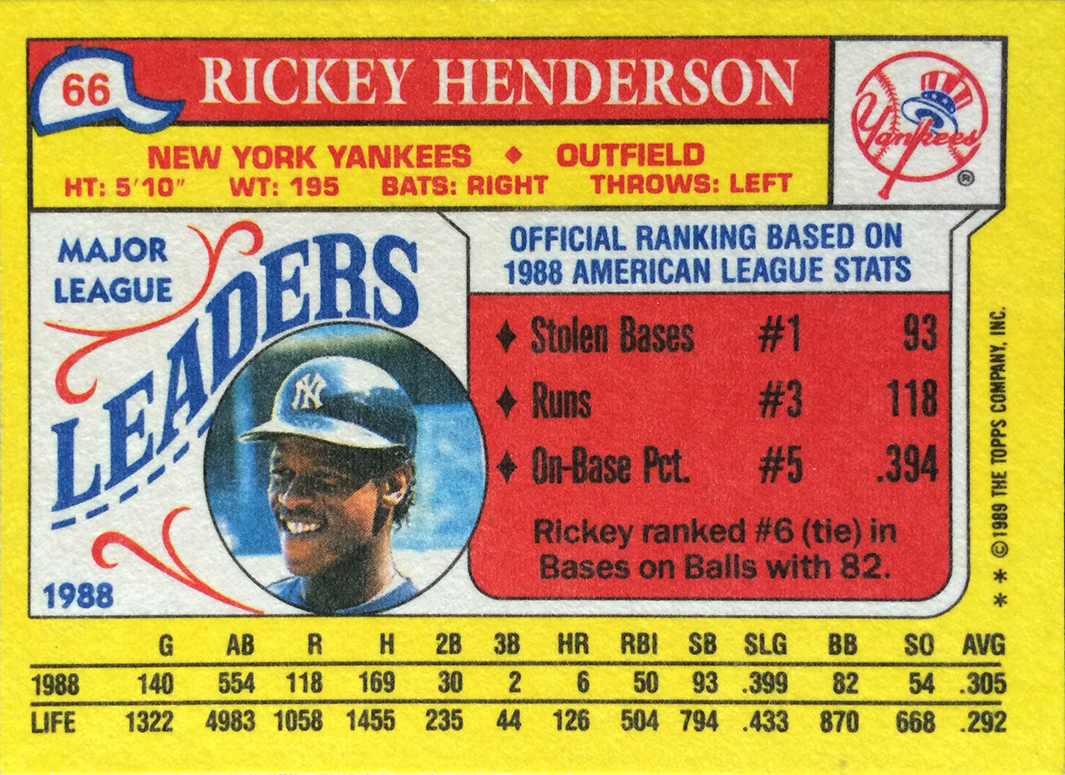 66
RICKEY HENDERSON
Yankees
®
NEW YORK YANKEES ♦ OUTFIELD
HT: 5'10" WT: 195 BATS: RIGHT THROWS: LEFT
MAJOR
LEAGUE
LEADERS
1988
NY
OFFICIAL RANKING BASED ON
1988 AMERICAN LEAGUE STATS
♦ Stolen Bases #1 93
♦ Runs #3 118
♦ On-Base Pct. #5 .394
Rickey ranked #6 (tie) in
Bases on Balls with 82.
* * © 1989 THE TOPPS COMPANY, INC.
G AB R H 2B 3B HR RBI SB SLG BB SO AVG
1988 140 554 118 169 30 2 6 50 93 .399 82 54 .305
LIFE 1322 4983 1058 1455 235 44 126 504 794 .433 870 668 .292